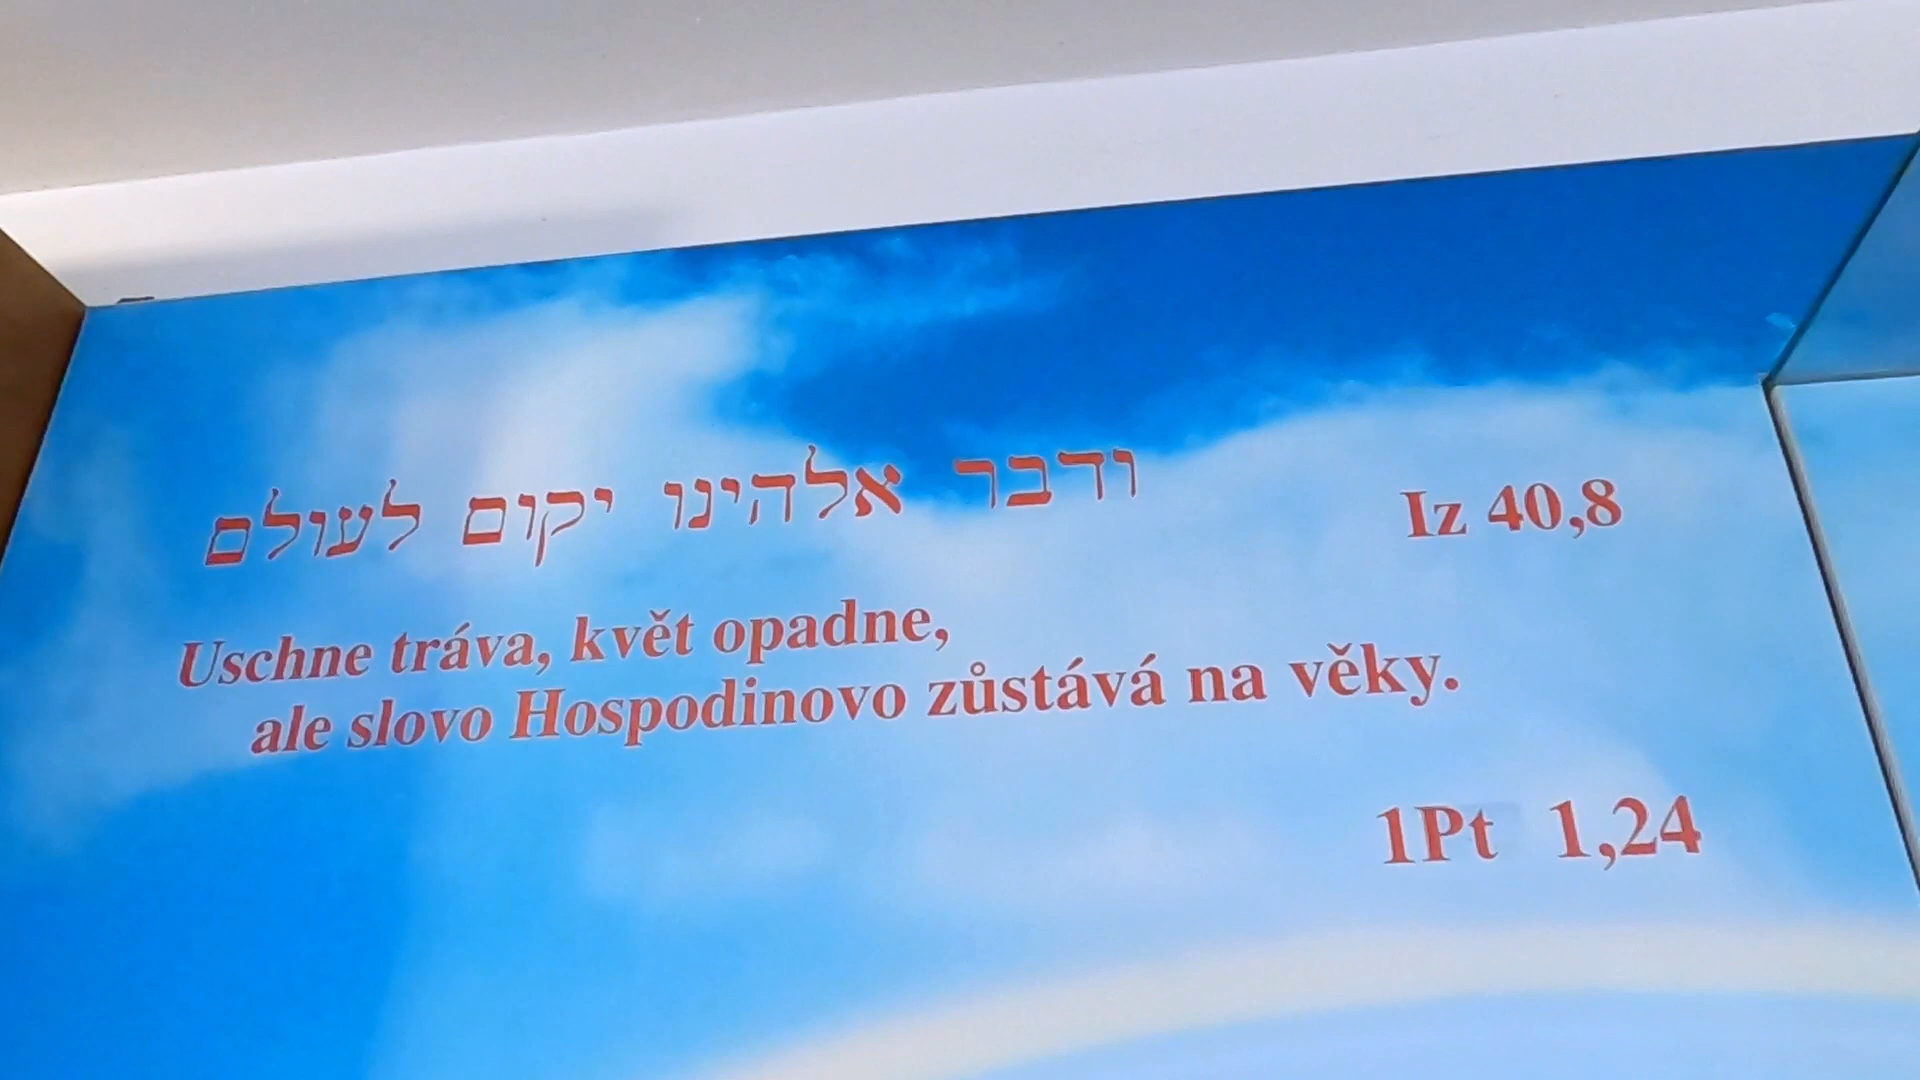 ודבר אלהינו יקום לעולם
Iz 40,8
Uschne tráva, květ opadne,
ale slovo Hospodinovo zůstává na věky.
1Pt 1,24